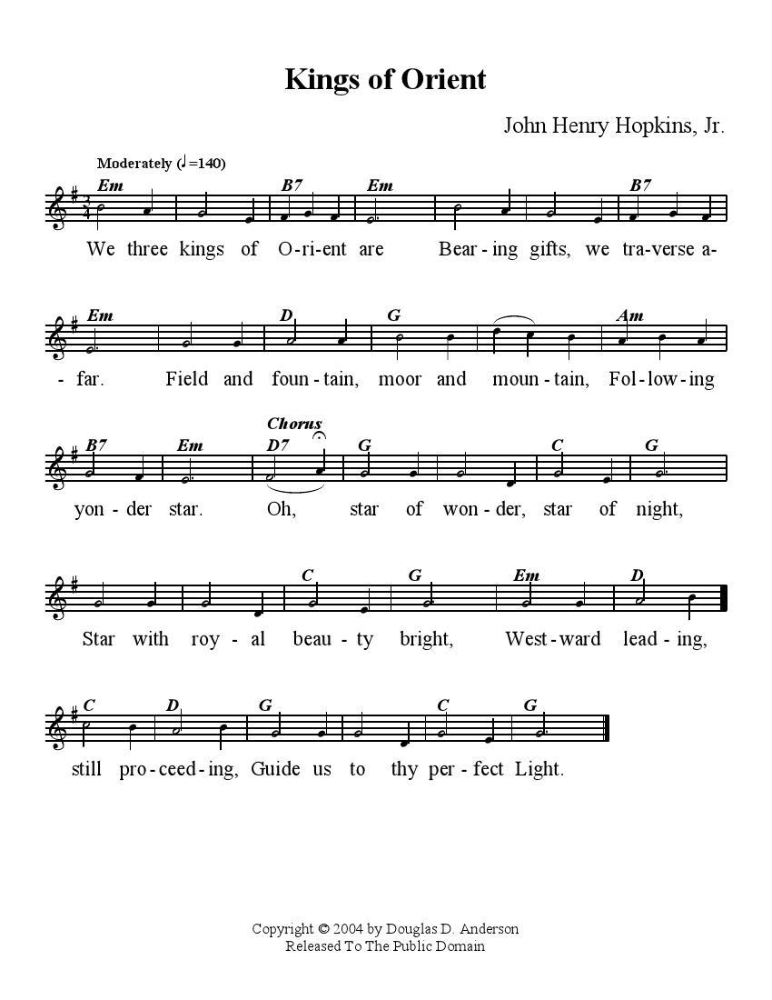 Kings of Orient
John Henry Hopkins, Jr.
Moderately (♩=140)
Em B7 Em B7
3
4
We three kings of O-ri-ent are Bear-ing gifts, we tra-verse a-
Em D G Am
- far. Field and foun-tain, moor and moun-tain, Fol-low-ing
Chorus
B7 Em D7 G C G
yon-der star. Oh, star of won-der, star of night,
C G Em D
Star with roy-al beau-ty bright, West-ward lead-ing,
C D G C G
still pro-ceed-ing, Guide us to thy per-fect Light.
Copyright © 2004 by Douglas D. Anderson
Released To The Public Domain